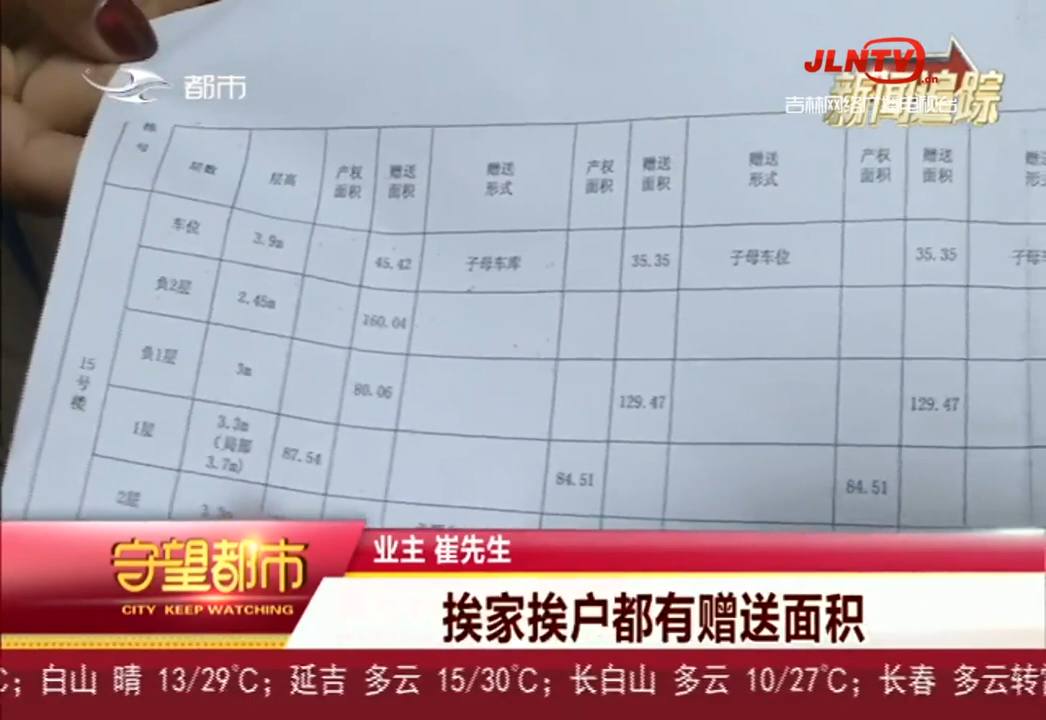 都市
JLNTV.cn
新闻追踪
吉林网络广播电视台
栋号 层数 层高 产权面积 赠送面积 赠送形式 产权面积 赠送面积 赠送形式 产权面积 赠送面积
车位 3.9m 45.42 子母车库 35.35 子母车位 35.35 子母
负2层 2.45m 160.04
负1层 3m 80.06 129.47 129.47
15号楼
1层 3.3m (局部3.7m) 87.54 84.51 84.51
2层
守望都市
CITY KEEP WATCHING
业主 崔先生
挨家挨户都有赠送面积
℃; 白山 晴 13/29℃; 延吉 多云 15/30℃; 长白山 多云 10/27℃; 长春 多云转